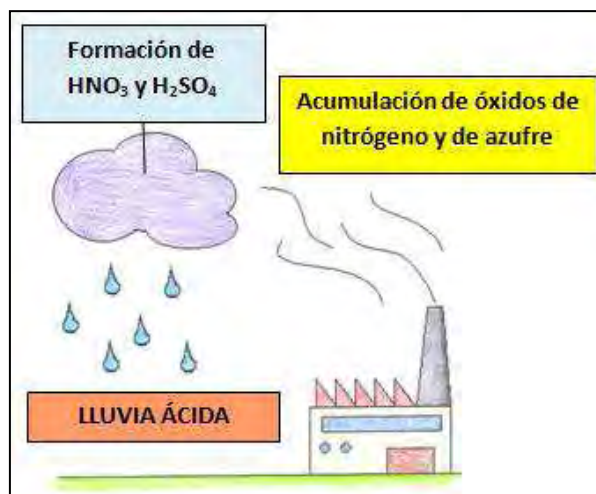 Formación de
HNO₃ y H₂SO₄
Acumulación de óxidos de
nitrógeno y de azufre
LLUVIA ÁCIDA